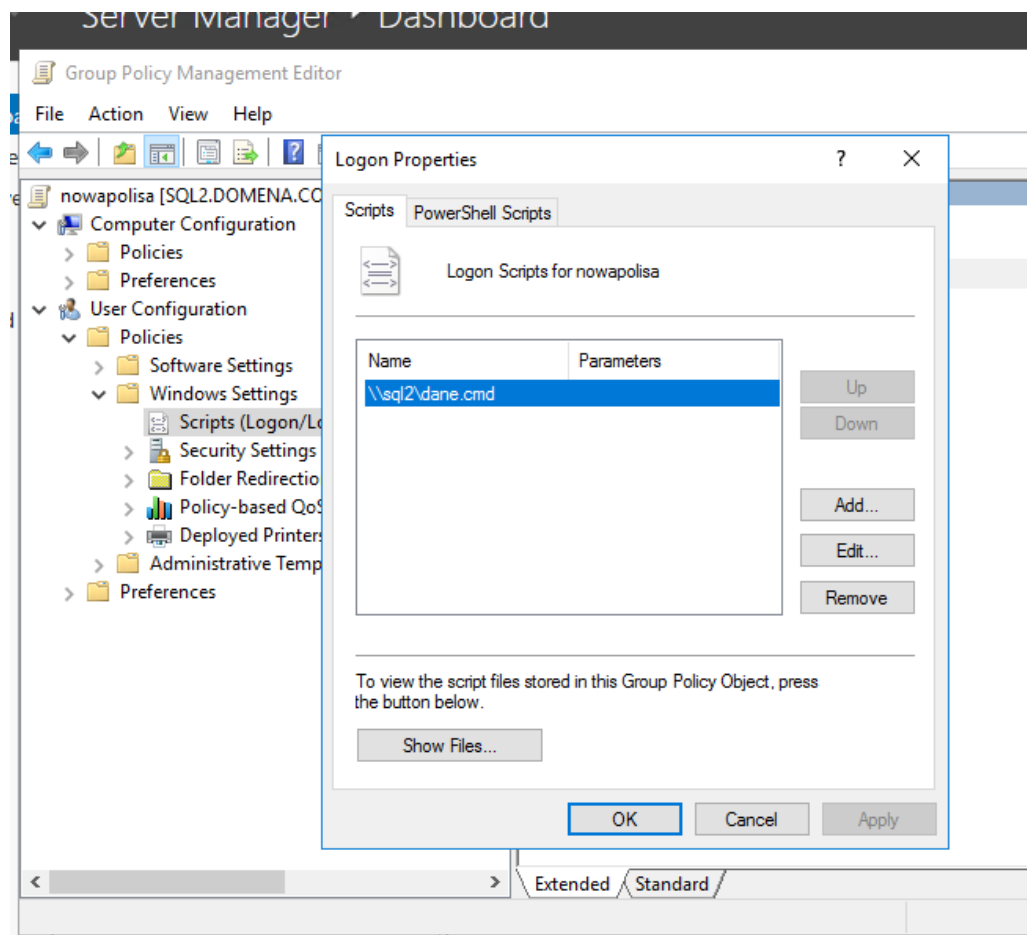 Server Manager • Dashboard
Group Policy Management Editor
File Action View Help
nowapolisa [SQL2.DOMENA.CO
Computer Configuration
Policies
Preferences
User Configuration
Policies
Software Settings
Windows Settings
Scripts (Logon/Lo
Security Settings
Folder Redirectio
Policy-based QoS
Deployed Printers
Administrative Temp
Preferences
Logon Properties
? X
Scripts PowerShell Scripts
Logon Scripts for nowapolisa
Name Parameters
\\sql2\dane.cmd
Up
Down
Add...
Edit...
Remove
To view the script files stored in this Group Policy Object, press
the button below.
Show Files...
OK Cancel Apply
Extended Standard